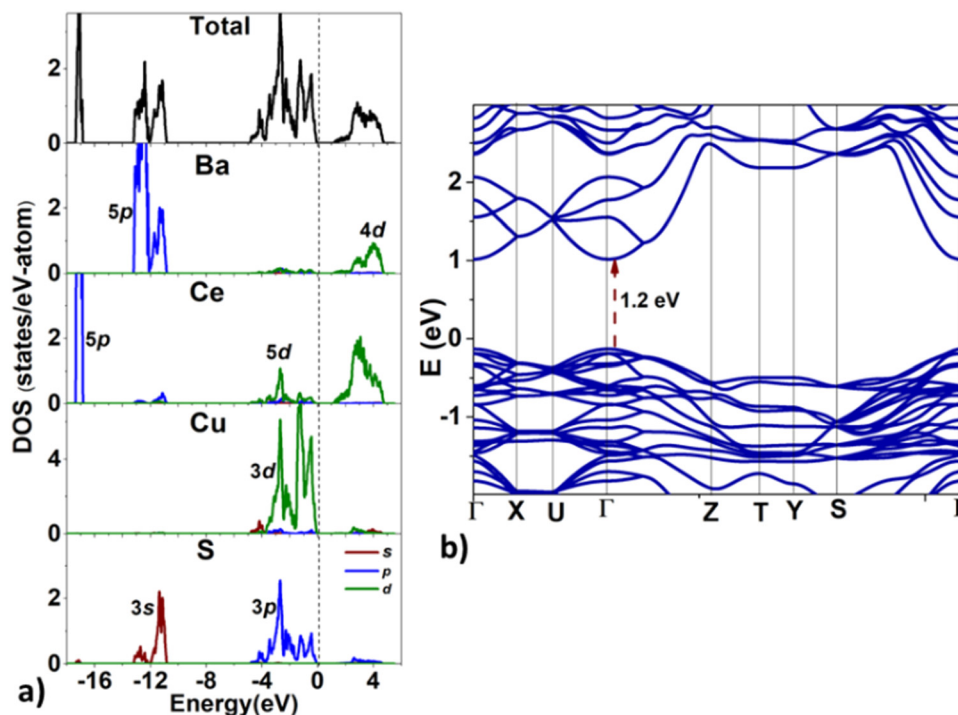 Total
2
0
Ba
5p
4d
2
0
Ce
5p
5d
2
0
Cu
3d
4
0
S
s
p
d
3s
3p
2
0
-16 -12 -8 -4 0 4
Energy(eV)
DOS (states/eV-atom)
a)
2
1
0
-1
E (eV)
1.2 eV
Γ X U Γ Z T Y S Γ
b)